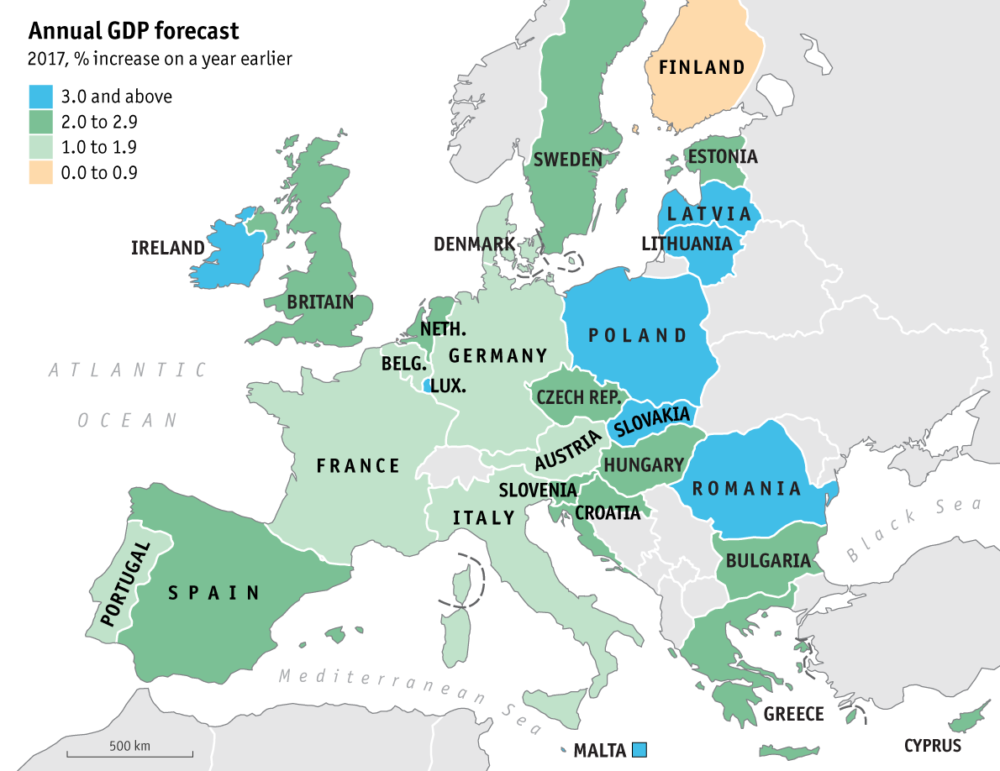 Annual GDP forecast
2017, % increase on a year earlier
3.0 and above
2.0 to 2.9
1.0 to 1.9
0.0 to 0.9
FINLAND
SWEDEN
ESTONIA
LATVIA
LITHUANIA
DENMARK
IRELAND
BRITAIN
NETH.
POLAND
GERMANY
BELG.
LUX.
ATLANTIC
OCEAN
CZECH REP.
SLOVAKIA
AUSTRIA
FRANCE
HUNGARY
SLOVENIA
ROMANIA
CROATIA
ITALY
Black Sea
BULGARIA
PORTUGAL
SPAIN
Mediterranean Sea
GREECE
500 km
MALTA
CYPRUS